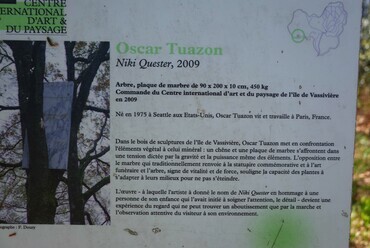 CENTRE
INTERNATIONAL
D'ART &
& DU PAYSAGE
Oscar Tuazon
Niki Quester, 2009
Arbre, plaque de marbre de 90 x 200 x 10 cm, 450 kg
Commande du Centre international d'art et du paysage de l'île de Vassivière
en 2009
Né en 1975 à Seattle aux Etats-Unis, Oscar Tuazon vit et travaille à Paris, France.
Dans le bois de sculptures de l'île de Vassivière, Oscar Tuazon met en confrontation
l'élément végétal à celui minéral : un chêne et une plaque de marbre s'affrontent dans
une tension dictée par la gravité et la puissance même des éléments. L'opposition entre
le marbre qui traditionnellement renvoie à la statuaire commémorative et à l'art
funéraire et l'arbre, signe de vitalité et de force, souligne la capacité des plantes à
s'adapter à leurs milieux pour ne pas s'éteindre.
L'œuvre - à laquelle l'artiste à donné le nom de Niki Quester en hommage à une
personne de son enfance qui l'avait initié à soigner l'attention, le détail - devient une
expérience du regard qui ne peut trouver un aboutissement que par la marche et
l'observation attentive du visiteur à son environnement.